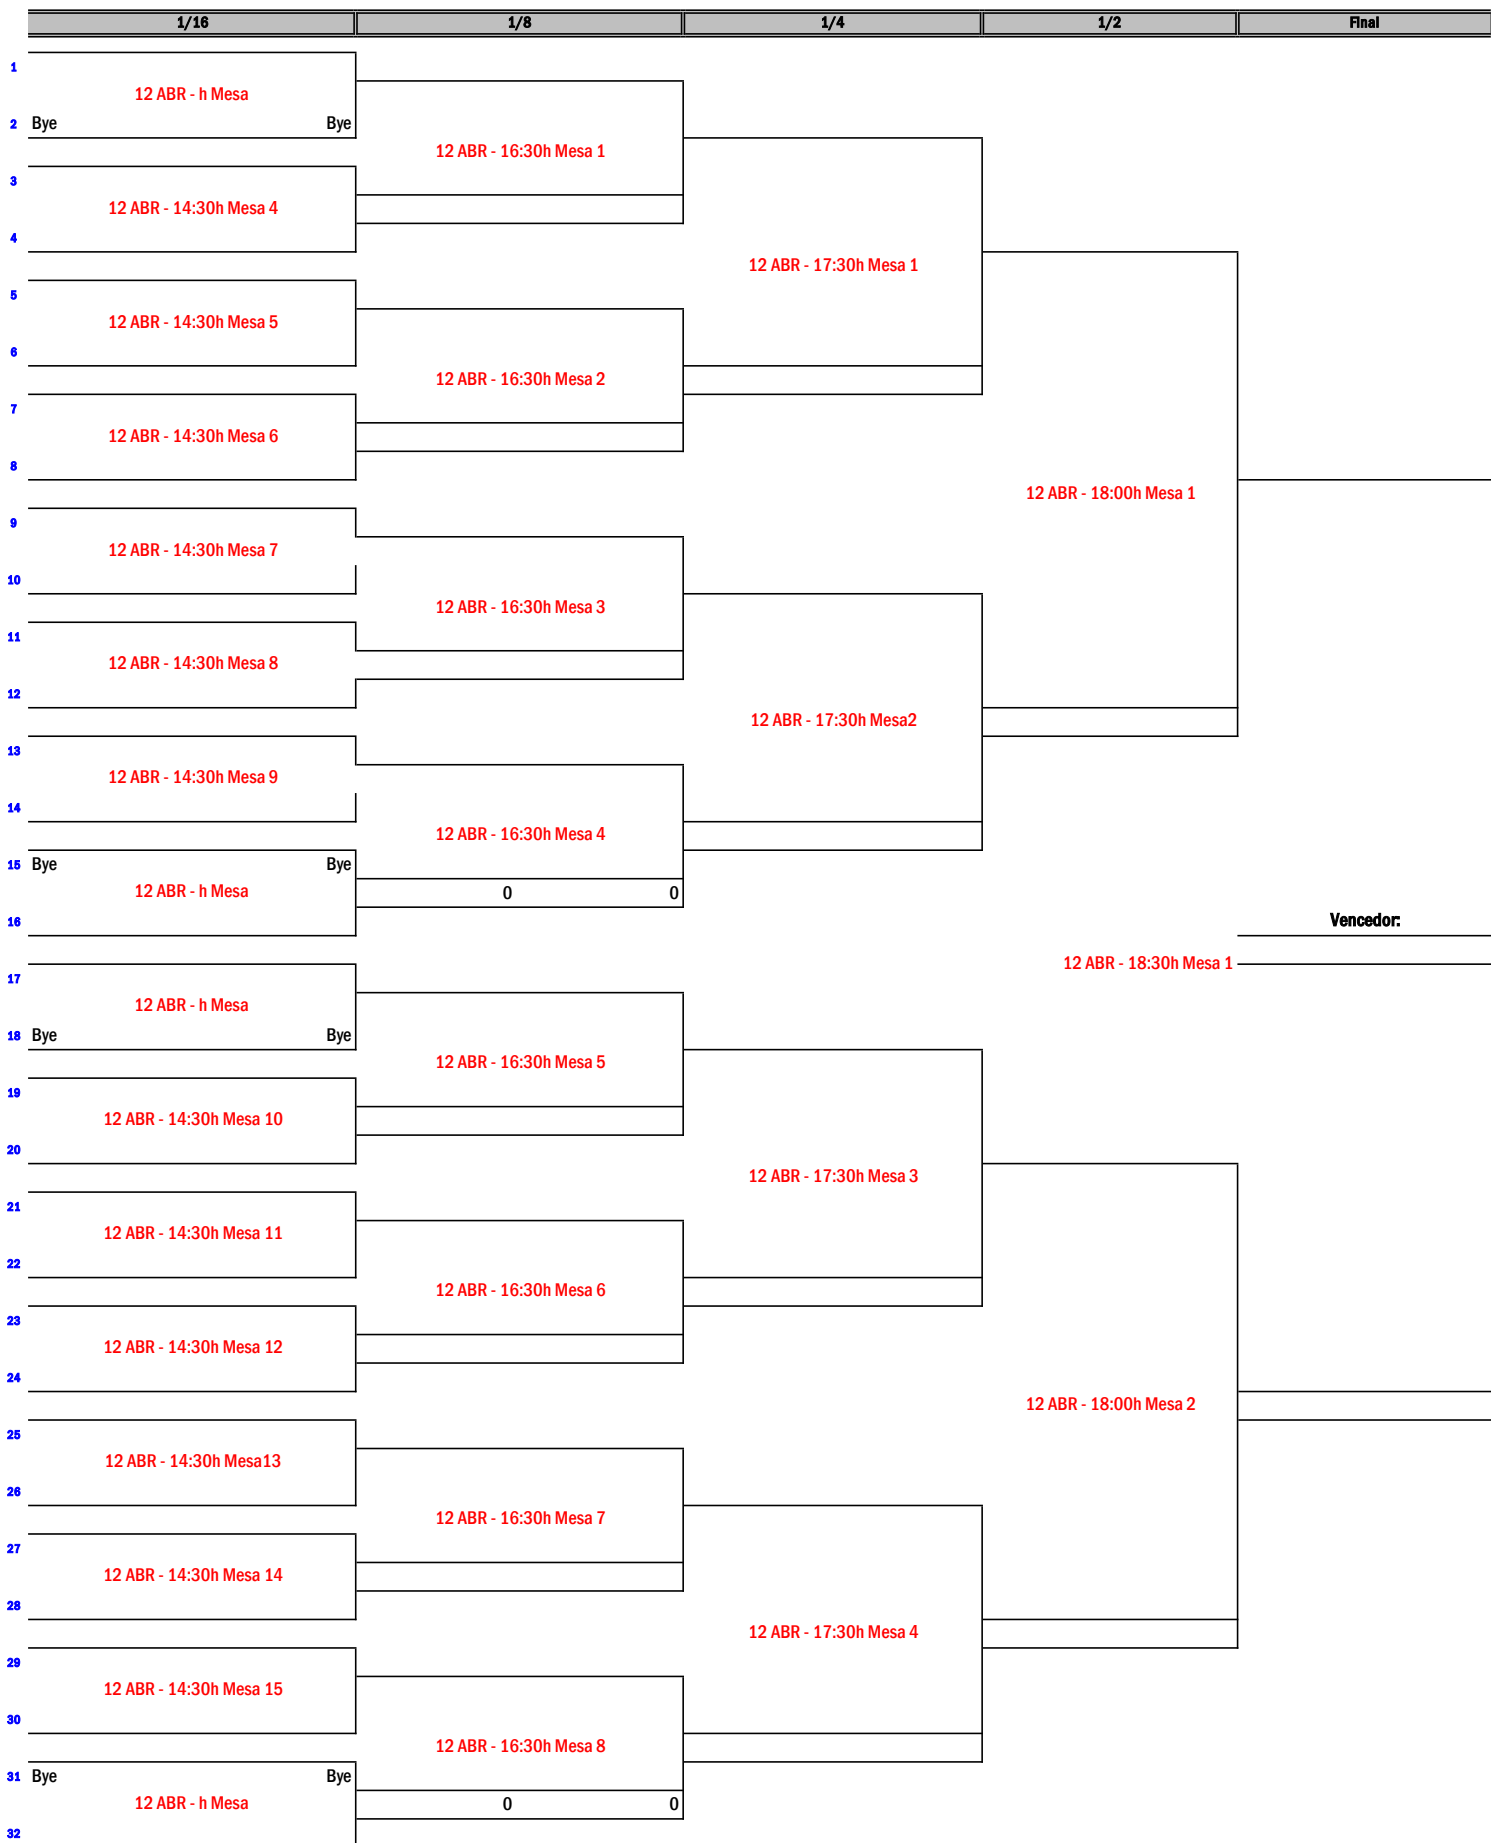 1/16 1/8 1/4 1/2 Final
1
12 ABR - h Mesa
2 Bye Bye
12 ABR - 16:30h Mesa 1
3
12 ABR - 14:30h Mesa 4
4
12 ABR - 17:30h Mesa 1
5
12 ABR - 14:30h Mesa 5
6
12 ABR - 16:30h Mesa 2
7
12 ABR - 14:30h Mesa 6
8
12 ABR - 18:00h Mesa 1
9
12 ABR - 14:30h Mesa 7
10
12 ABR - 16:30h Mesa 3
11
12 ABR - 14:30h Mesa 8
12
12 ABR - 17:30h Mesa2
13
12 ABR - 14:30h Mesa 9
14
12 ABR - 16:30h Mesa 4
15 Bye Bye
12 ABR - h Mesa 0 0
16 Vencedor:
12 ABR - 18:30h Mesa 1
17
12 ABR - h Mesa
18 Bye Bye
12 ABR - 16:30h Mesa 5
19
12 ABR - 14:30h Mesa 10
20
12 ABR - 17:30h Mesa 3
21
12 ABR - 14:30h Mesa 11
22
12 ABR - 16:30h Mesa 6
23
12 ABR - 14:30h Mesa 12
24
12 ABR - 18:00h Mesa 2
25
12 ABR - 14:30h Mesa13
26
12 ABR - 16:30h Mesa 7
27
12 ABR - 14:30h Mesa 14
28
12 ABR - 17:30h Mesa 4
29
12 ABR - 14:30h Mesa 15
30
12 ABR - 16:30h Mesa 8
31 Bye Bye
12 ABR - h Mesa 0 0
32